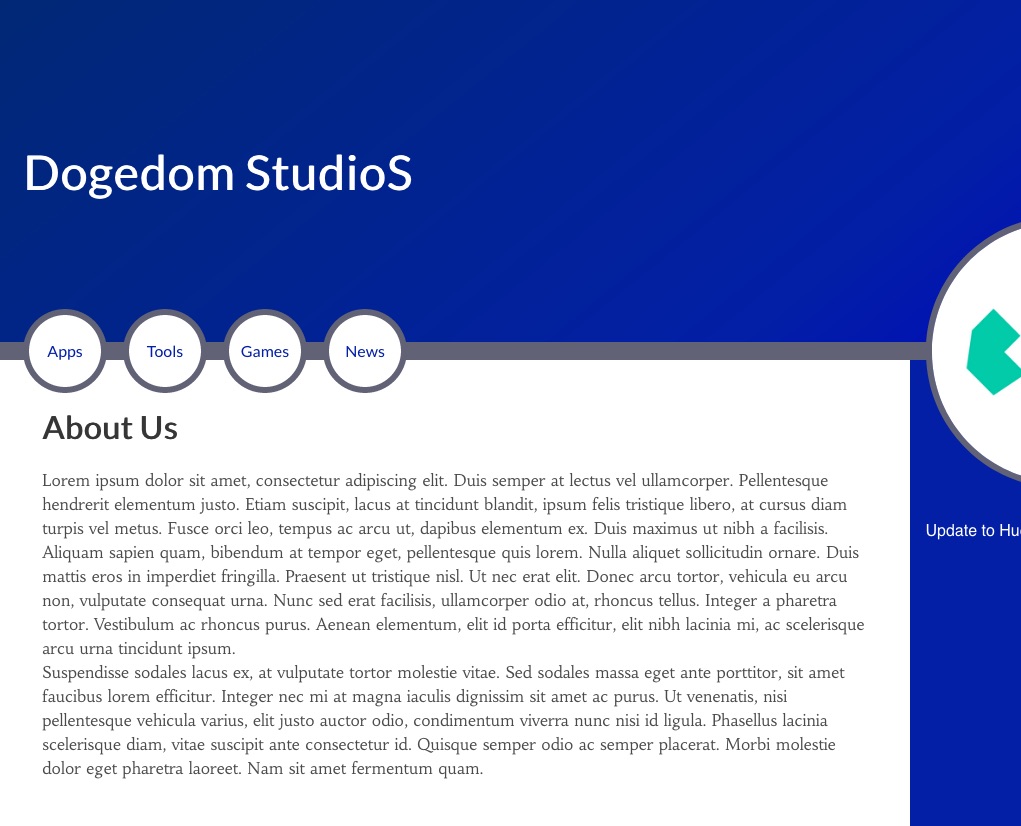 Dogedom StudioS
Apps
Tools
Games
News
About Us
Lorem ipsum dolor sit amet, consectetur adipiscing elit. Duis semper at lectus vel ullamcorper. Pellentesque
hendrerit elementum justo. Etiam suscipit, lacus at tincidunt blandit, ipsum felis tristique libero, at cursus diam
turpis vel metus. Fusce orci leo, tempus ac arcu ut, dapibus elementum ex. Duis maximus ut nibh a facilisis.
Aliquam sapien quam, bibendum at tempor eget, pellentesque quis lorem. Nulla aliquet sollicitudin ornare. Duis
mattis eros in imperdiet fringilla. Praesent ut tristique nisl. Ut nec erat elit. Donec arcu tortor, vehicula eu arcu
non, vulputate consequat urna. Nunc sed erat facilisis, ullamcorper odio at, rhoncus tellus. Integer a pharetra
tortor. Vestibulum ac rhoncus purus. Aenean elementum, elit id porta efficitur, elit nibh lacinia mi, ac scelerisque
arcu urna tincidunt ipsum.
Suspendisse sodales lacus ex, at vulputate tortor molestie vitae. Sed sodales massa eget ante porttitor, sit amet
faucibus lorem efficitur. Integer nec mi at magna iaculis dignissim sit amet ac purus. Ut venenatis, nisi
pellentesque vehicula varius, elit justo auctor odio, condimentum viverra nunc nisi id ligula. Phasellus lacinia
scelerisque diam, vitae suscipit ante consectetur id. Quisque semper odio ac semper placerat. Morbi molestie
dolor eget pharetra laoreet. Nam sit amet fermentum quam.
Update to